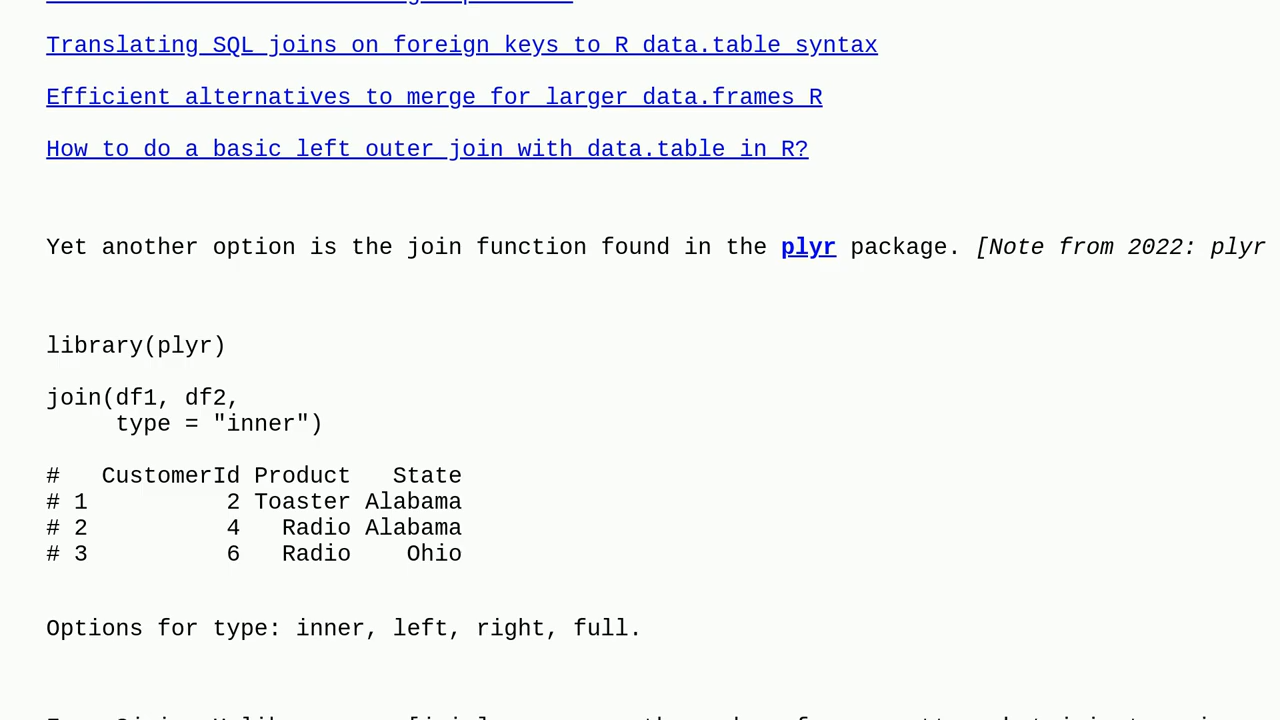 Translating SQL joins on foreign keys to R data.table syntax
Efficient alternatives to merge for larger data.frames R
How to do a basic left outer join with data.table in R?
Yet another option is the join function found in the plyr package. [Note from 2022: plyr
library(plyr)
join(df1, df2,
     type = "inner")
#   CustomerId Product   State
# 1          2 Toaster Alabama
# 2          4   Radio Alabama
# 3          6   Radio    Ohio
Options for type: inner, left, right, full.